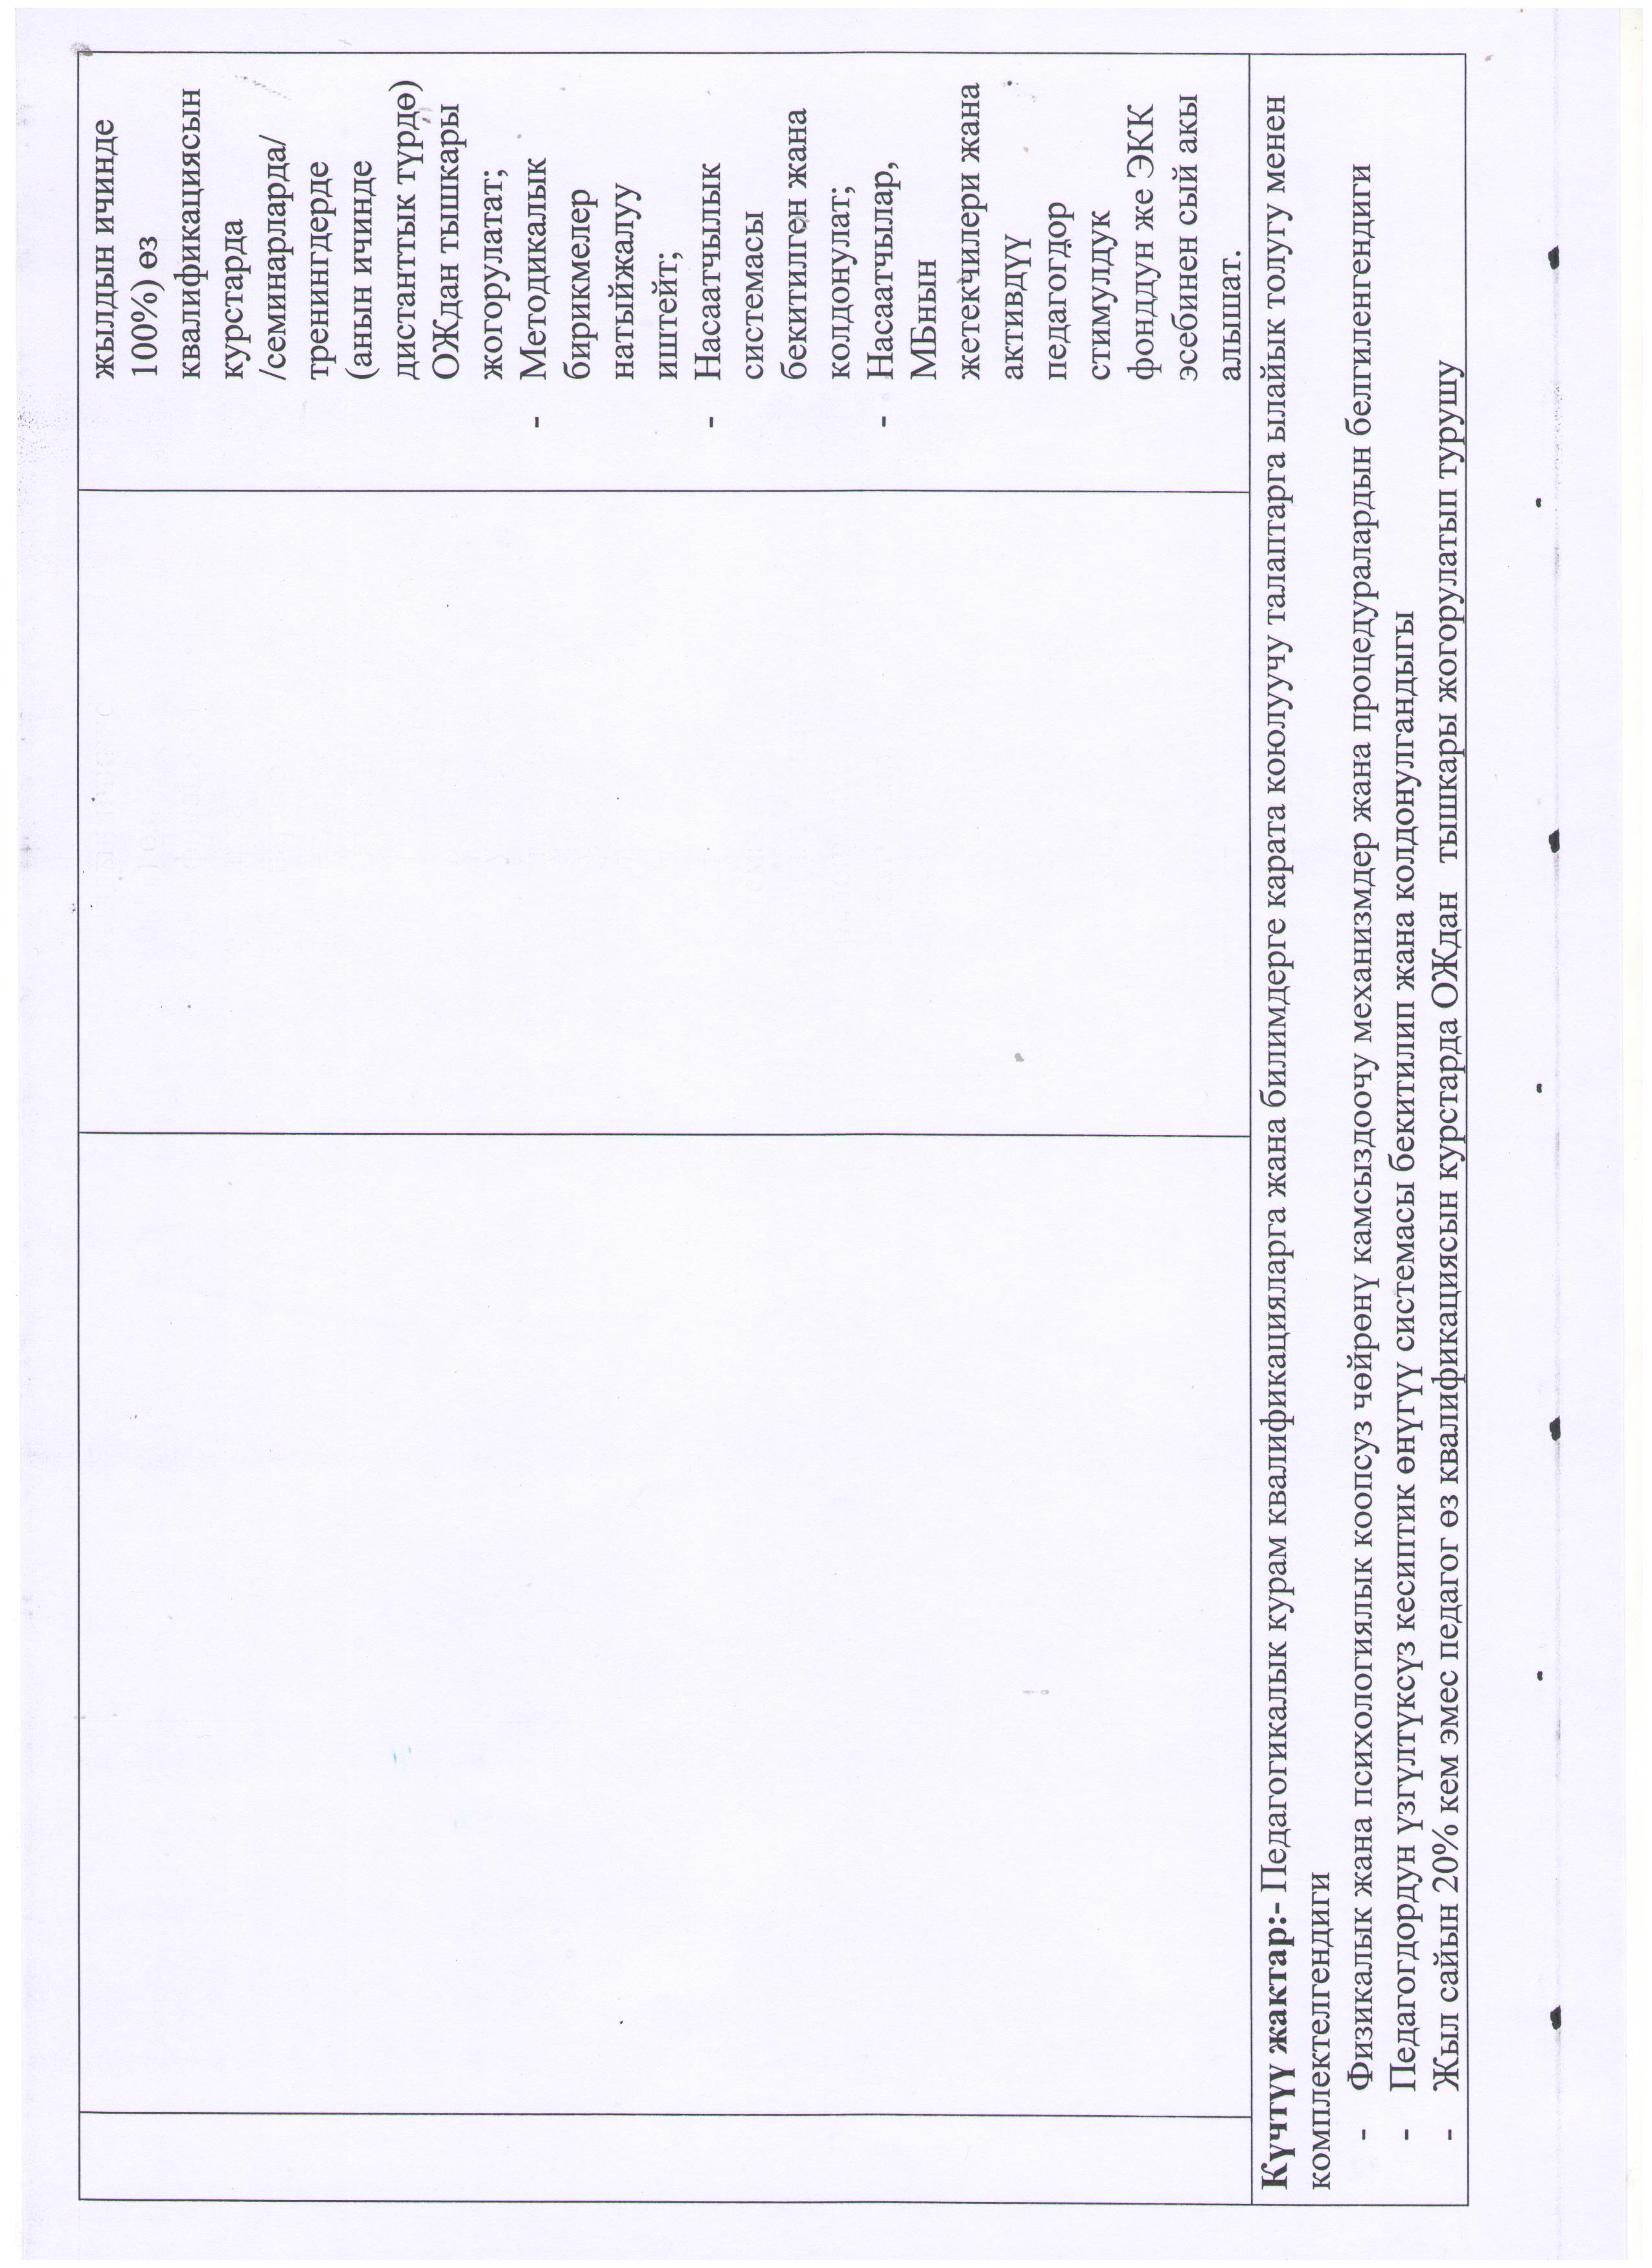 жылдын ичинде
100%) өз
квалификациясын
курстарда
/семинарларда/
тренингдерде
(анын ичинде
дистанттык түрдө)
ОЖдан тышкары
жогорулатат;
- Методикалык
бирикмелер
натыйжалуу
иштейт;
- Насаатчылык
системасы
бекитилген жана
колдонулат;
- Насаатчылар,
МБнын
жетекчилери жана
активдүү
педагогдор
стимулдук
фонддун же ЭКК
эсебинен сый акы
алышат.
Күчтүү жактар:- Педагогикалык курам квалификацияларга жана билимдерге карата коюлуучу талаптарга ылайык толугу менен
комплектелгендиги
- Физикалык жана психологиялык коопсуз чөйрөнү камсыздоочу механизмдер жана процедуралардын белгиленгендиги
- Педагогдордун үзгүлтүксүз кесиптик өнүгүү системасы бекитилип жана колдонулгандыгы
- Жыл сайын 20% кем эмес педагог өз квалификациясын курстарда ОЖдан тышкары жогорулатып турушу